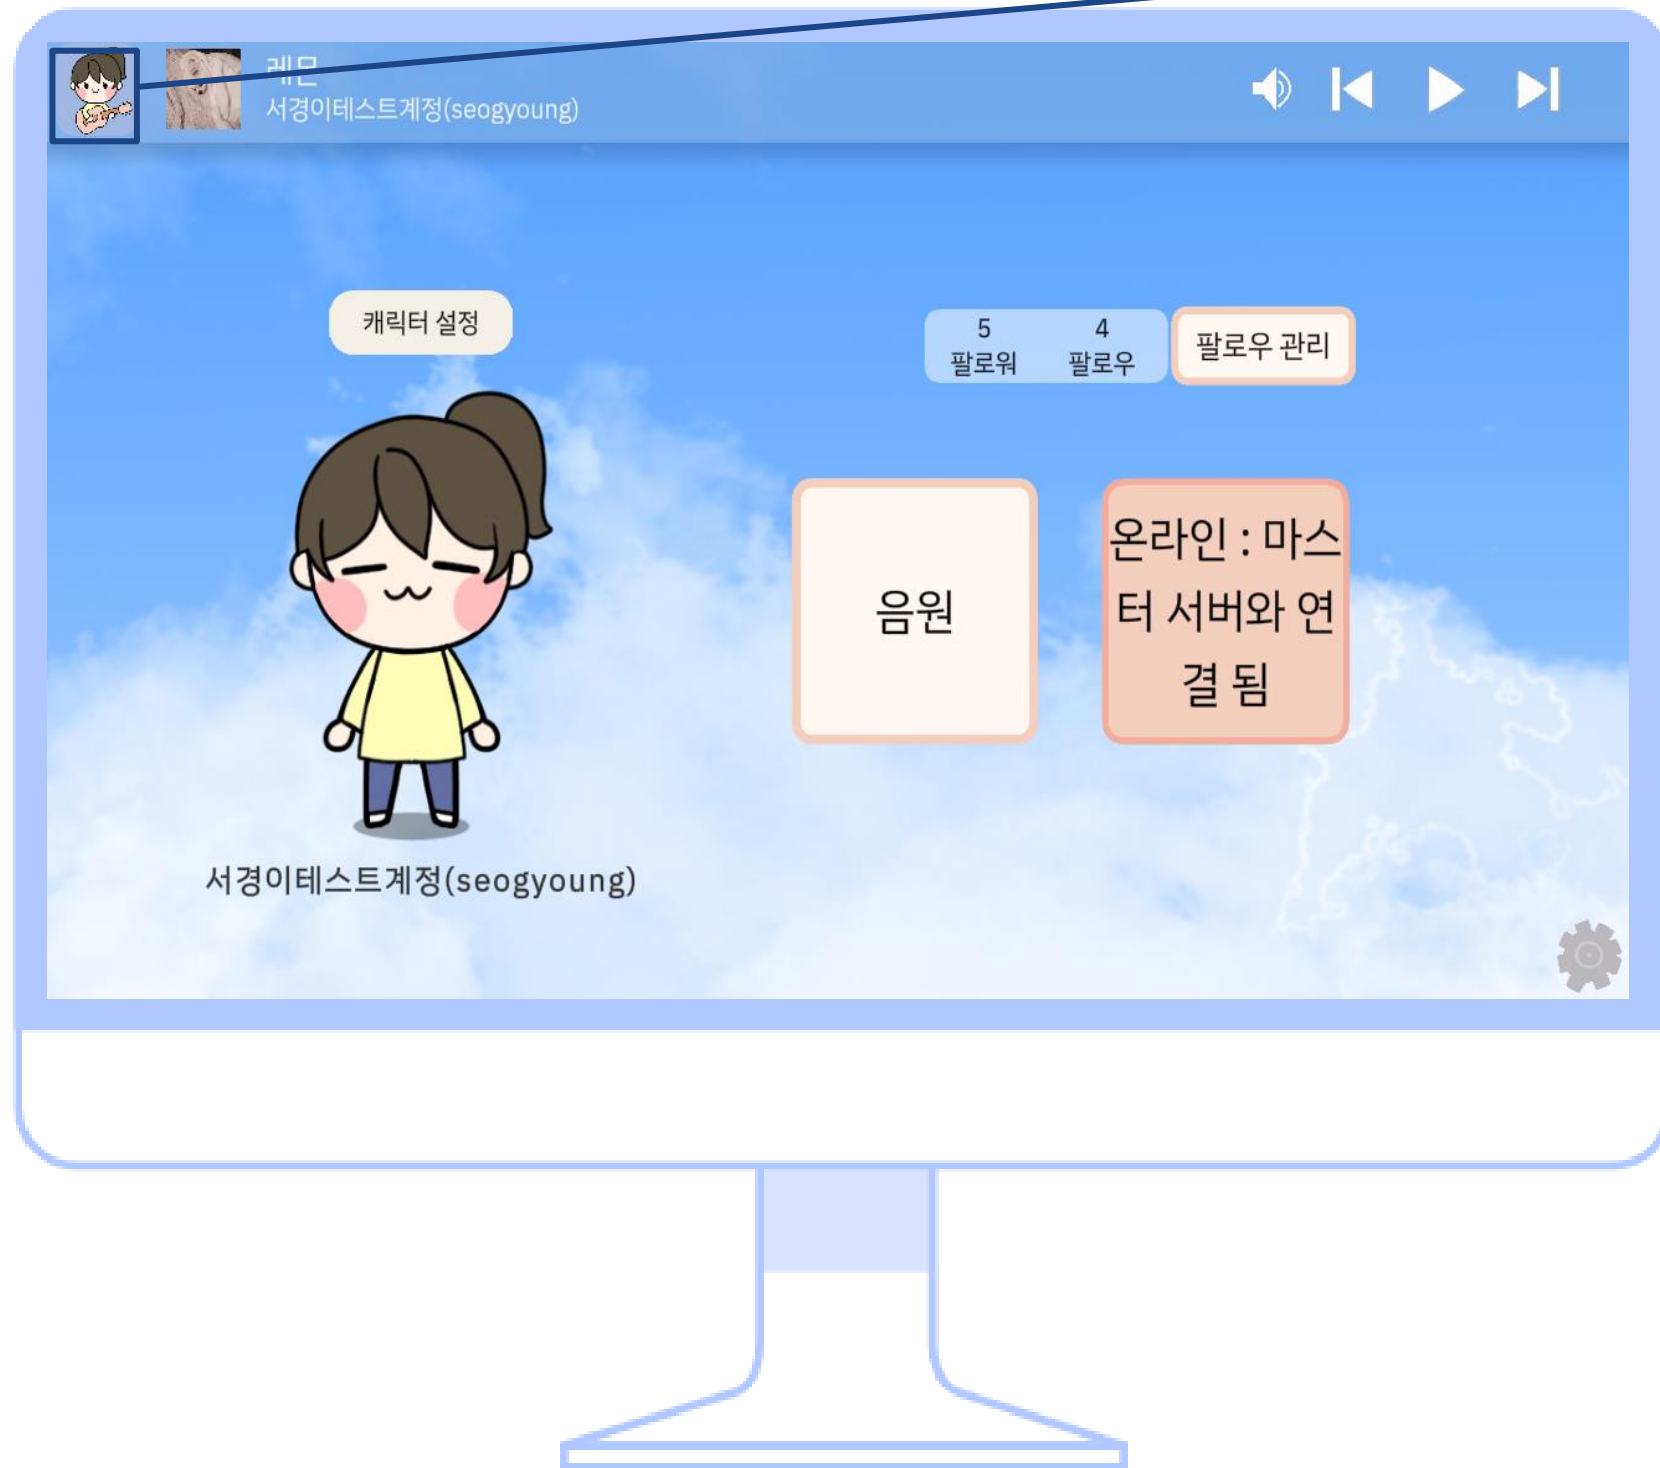 레몬
서경이테스트계정(seogyoung)
캐릭터 설정
5 4
팔로워 팔로우
팔로우 관리
음원
온라인 : 마스
터 서버와 연
결 됨
서경이테스트계정(seogyoung)